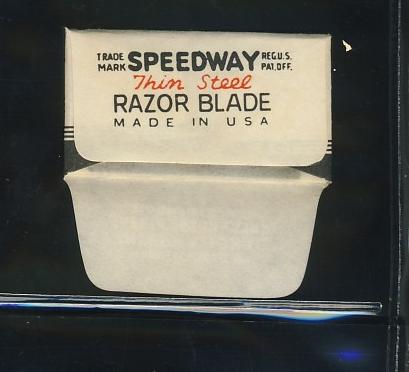 TRADE MARK SPEEDWAY REG.U.S. PAT.OFF.
Thin Steel
RAZOR BLADE
MADE IN USA